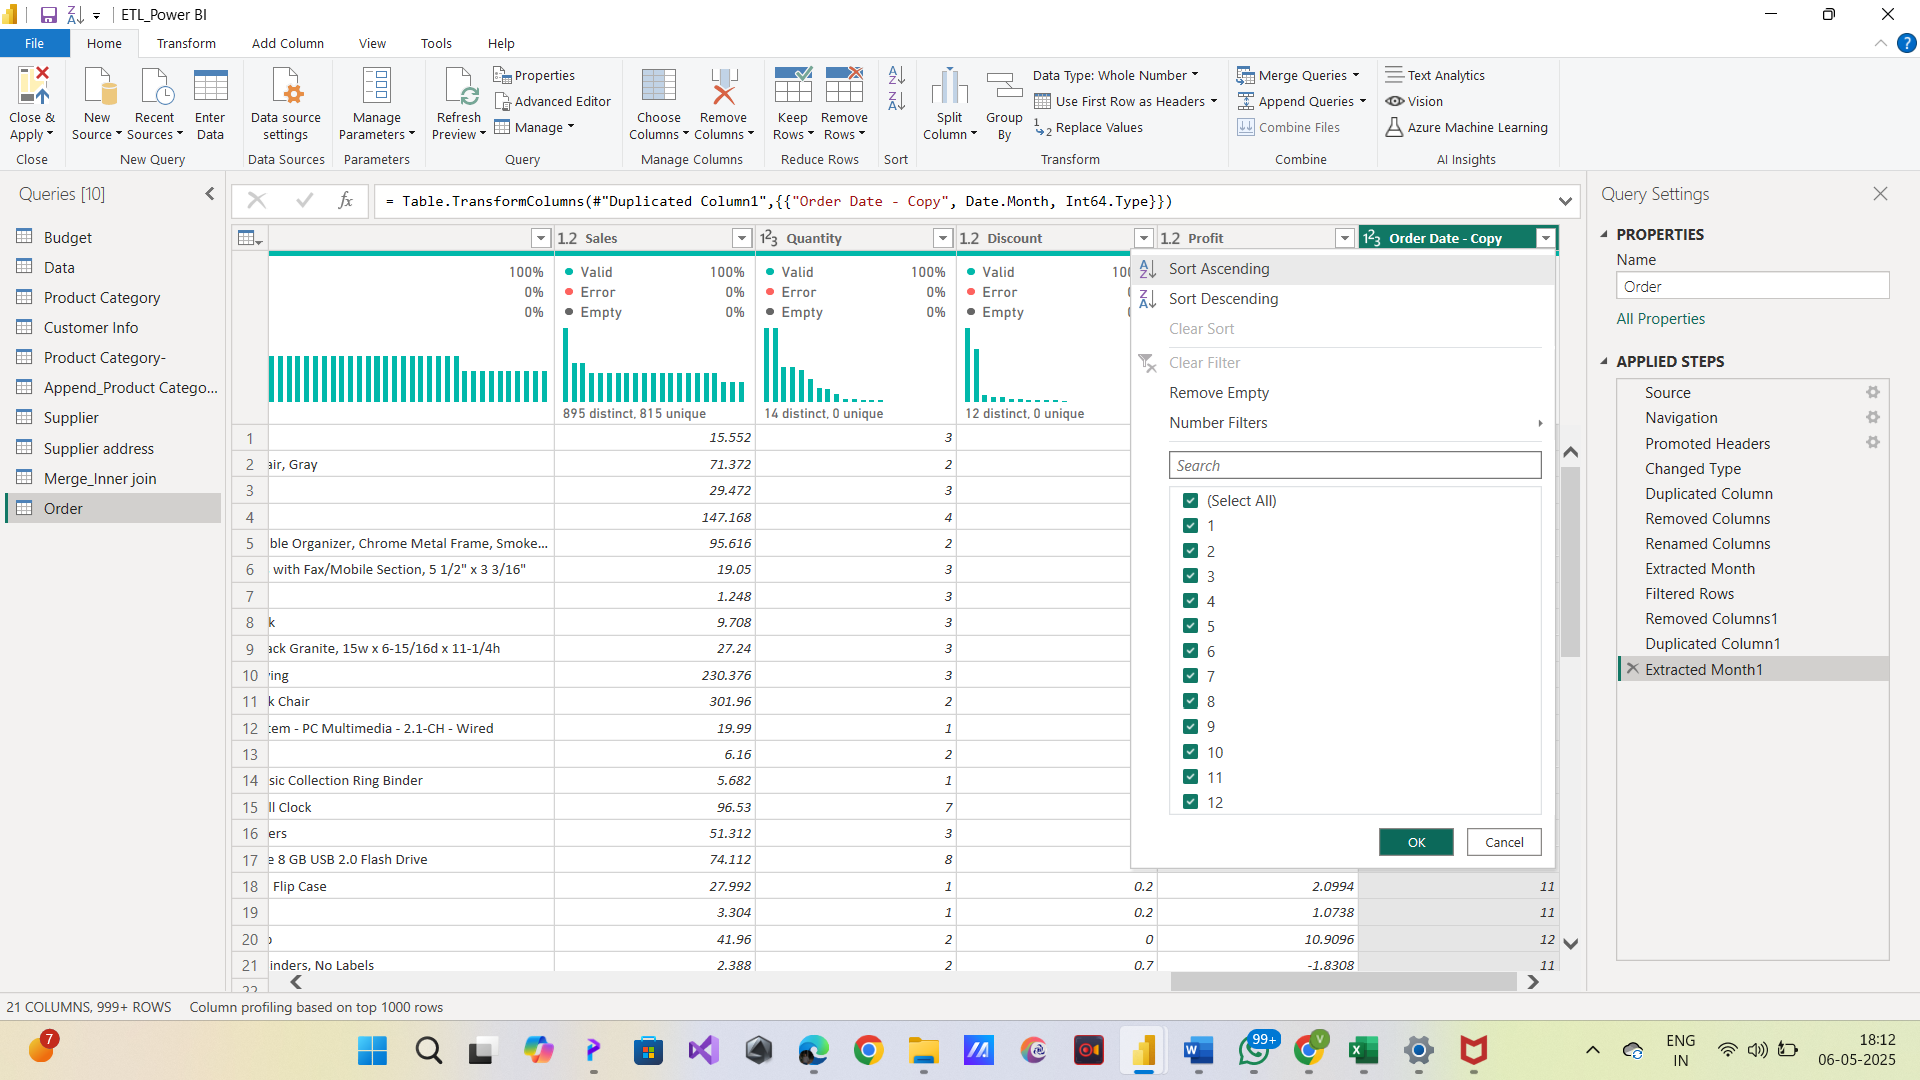 ETL_Power BI
File Home Transform Add Column View Tools Help
Close & Apply
Close
New Source
Recent Sources
Enter Data
New Query
Data source settings
Data Sources
Manage Parameters
Parameters
Refresh Preview
Properties
Advanced Editor
Manage
Query
Choose Columns
Remove Columns
Manage Columns
Keep Rows
Remove Rows
Reduce Rows
Sort
Split Column
Group By
Data Type: Whole Number
Use First Row as Headers
Replace Values
Transform
Merge Queries
Append Queries
Combine Files
Combine
Text Analytics
Vision
Azure Machine Learning
AI Insights
Queries [10]
Budget
Data
Product Category
Customer Info
Product Category-
Append_Product Catego...
Supplier
Supplier address
Merge_Inner join
Order
fx = Table.TransformColumns(#"Duplicated Column1",{{"Order Date - Copy", Date.Month, Int64.Type}})
1.2 Sales 123 Quantity 1.2 Discount 1.2 Profit 123 Order Date - Copy
100% Valid 100% Valid 100% Valid
0% Error 0% Error 0% Error
0% Empty 0% Empty 0% Empty
895 distinct, 815 unique 14 distinct, 0 unique 12 distinct, 0 unique
1 15.552 3
2 air, Gray 71.372 2
3 29.472 3
4 147.168 4
5 ble Organizer, Chrome Metal Frame, Smoke... 95.616 2
6 with Fax/Mobile Section, 5 1/2" x 3 3/16" 19.05 3
7 1.248 3
8 k 9.708 3
9 ack Granite, 15w x 6-15/16d x 11-1/4h 27.24 3
10 ving 230.376 3
11 k Chair 301.96 2
12 tem - PC Multimedia - 2.1-CH - Wired 19.99 1
13 6.16 2
14 sic Collection Ring Binder 5.682 1
15 ll Clock 96.53 7
16 ers 51.312 3
17 e 8 GB USB 2.0 Flash Drive 74.112 8
18 Flip Case 27.992 1 0.2 2.0994 11
19 3.304 1 0.2 1.0738 11
20 41.96 2 0 10.9096 12
21 inders, No Labels 2.388 2 0.7 -1.8308 11
22
Sort Ascending
Sort Descending
Clear Sort
Clear Filter
Remove Empty
Number Filters
Search
(Select All)
1
2
3
4
5
6
7
8
9
10
11
12
OK Cancel
Query Settings
PROPERTIES
Name
Order
All Properties
APPLIED STEPS
Source
Navigation
Promoted Headers
Changed Type
Duplicated Column
Removed Columns
Renamed Columns
Extracted Month
Filtered Rows
Removed Columns1
Duplicated Column1
Extracted Month1
21 COLUMNS, 999+ ROWS Column profiling based on top 1000 rows
7
99+
V
ENG
IN
18:12
06-05-2025